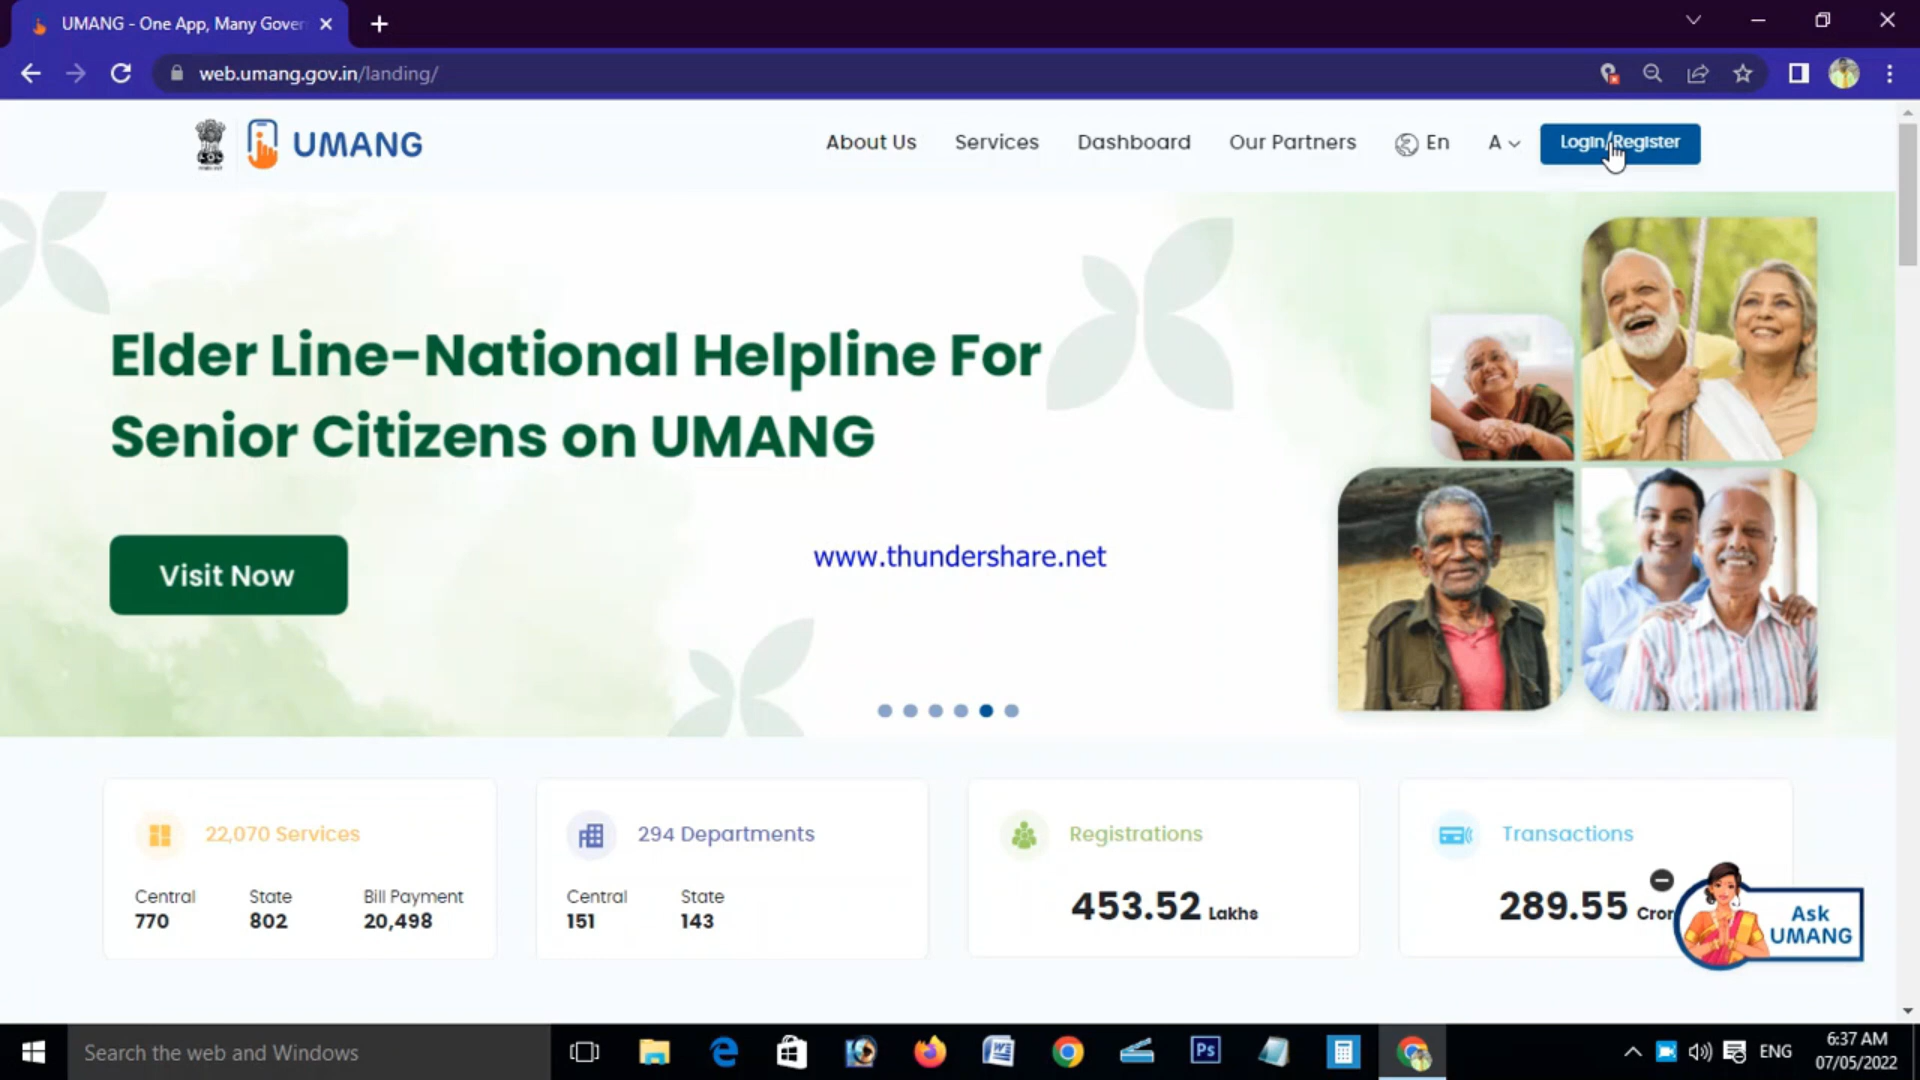 UMANG - One App, Many Gover
web.umang.gov.in/landing/
UMANG
About Us
Services
Dashboard
Our Partners
En
A
Login/Register
Elder Line-National Helpline For
Senior Citizens on UMANG
Visit Now
www.thundershare.net
22,070 Services
Central State Bill Payment
770 802 20,498
294 Departments
Central State
151 143
Registrations
453.52 Lakhs
Transactions
289.55 Cror
Ask
UMANG
Search the web and Windows
Ps
ENG
6:37 AM
07/05/2022